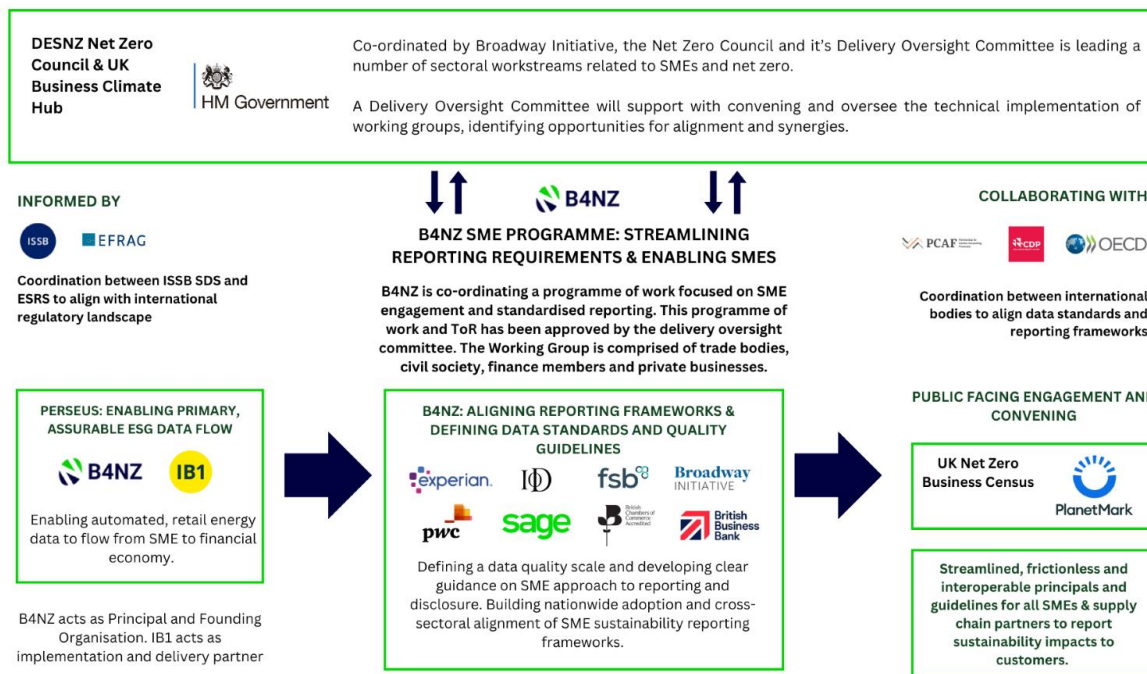 DESNZ Net Zero
Council & UK
Business Climate
Hub
HM Government
Co-ordinated by Broadway Initiative, the Net Zero Council and it's Delivery Oversight Committee is leading a
number of sectoral workstreams related to SMEs and net zero.
A Delivery Oversight Committee will support with convening and oversee the technical implementation of
working groups, identifying opportunities for alignment and synergies.
INFORMED BY
ISSB
EFRAG
Coordination between ISSB SDS and
ESRS to align with international
regulatory landscape
B4NZ
B4NZ SME PROGRAMME: STREAMLINING
REPORTING REQUIREMENTS & ENABLING SMES
B4NZ is co-ordinating a programme of work focused on SME
engagement and standardised reporting. This programme of
work and ToR has been approved by the delivery oversight
committee. The Working Group is comprised of trade bodies,
civil society, finance members and private businesses.
COLLABORATING WITH
PCAF
CDP
OECD
Coordination between international
bodies to align data standards and
reporting frameworks
PERSEUS: ENABLING PRIMARY,
ASSURABLE ESG DATA FLOW
B4NZ
IB1
Enabling automated, retail energy
data to flow from SME to financial
economy.
B4NZ acts as Principal and Founding
Organisation. IB1 acts as
implementation and delivery partner
B4NZ: ALIGNING REPORTING FRAMEWORKS &
DEFINING DATA STANDARDS AND QUALITY
GUIDELINES
experian.
IOD
fsb
Broadway
INITIATIVE
pwc
sage
British
Chambers of
Commerce
Accredited
British
Business
Bank
Defining a data quality scale and developing clear
guidance on SME approach to reporting and
disclosure. Building nationwide adoption and cross-
sectoral alignment of SME sustainability reporting
frameworks.
PUBLIC FACING ENGAGEMENT AN
CONVENING
UK Net Zero
Business Census
PlanetMark
Streamlined, frictionless and
interoperable principals and
guidelines for all SMEs & supply
chain partners to report
sustainability impacts to
customers.